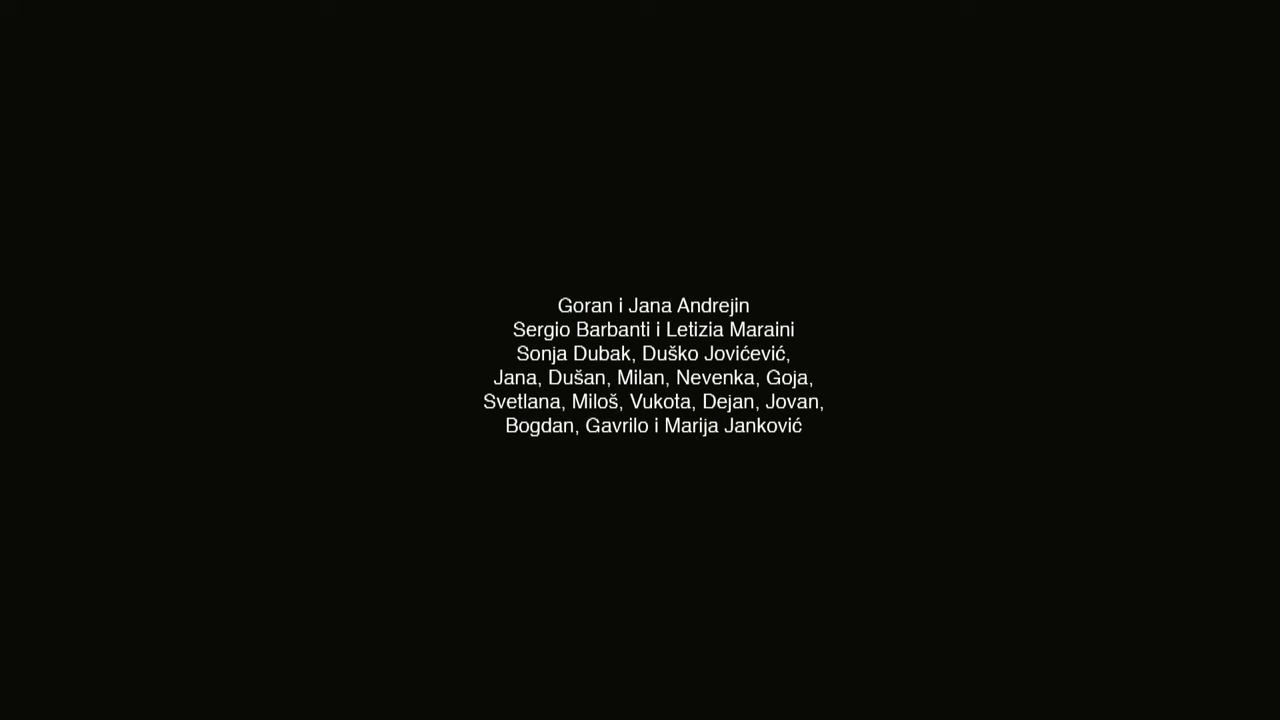 Goran i Jana Andrejin
Sergio Barbanti i Letizia Maraini
Sonja Dubak, Duško Jovićević,
Jana, Dušan, Milan, Nevenka, Goja,
Svetlana, Miloš, Vukota, Dejan, Jovan,
Bogdan, Gavrilo i Marija Janković